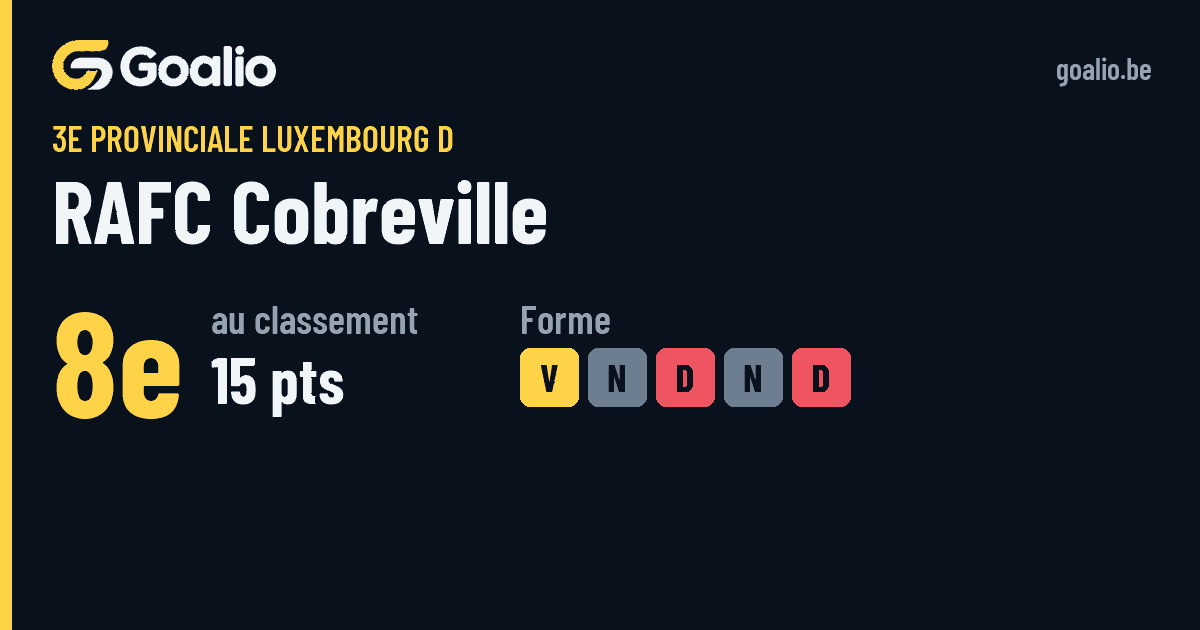 Goalio
goalio.be
3E PROVINCIALE LUXEMBOURG D
RAFC Cobreville
8e
au classement
15 pts
Forme
V N D N D